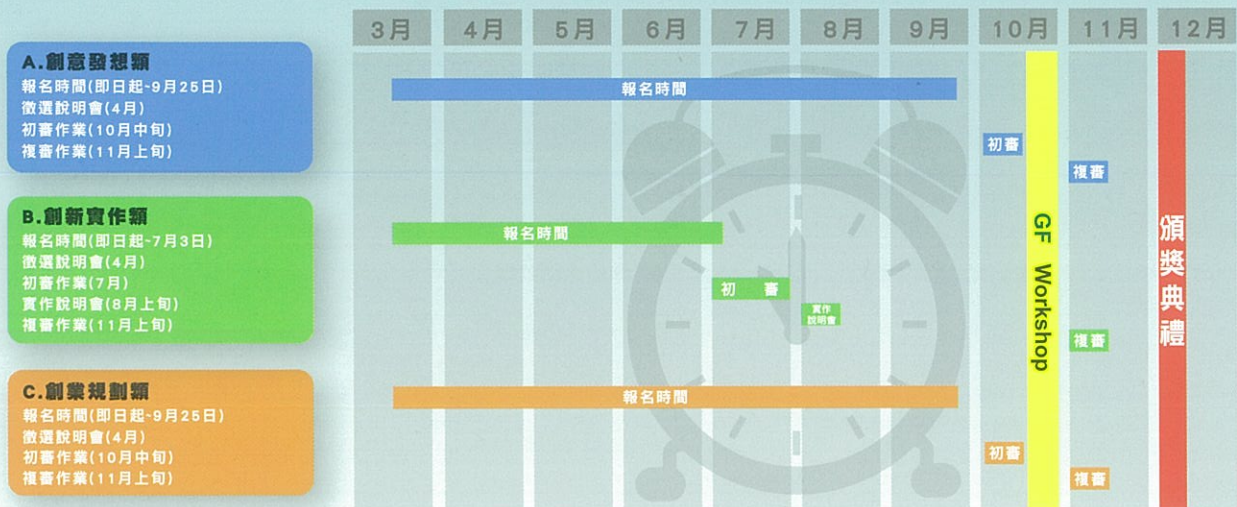 3月 4月 5月 6月 7月 8月 9月 10月 11月 12月
A.創意發想類
報名時間(即日起~9月25日)
徵選說明會(4月)
初審作業(10月中旬)
複審作業(11月上旬)
報名時間
初審
複審
B.創新實作類
報名時間(即日起~7月3日)
徵選說明會(4月)
初審作業(7月)
實作說明會(8月上旬)
複審作業(11月上旬)
報名時間
初 審
實作
說明會
複審
C.創業規劃類
報名時間(即日起~9月25日)
徵選說明會(4月)
初審作業(10月中旬)
複審作業(11月上旬)
報名時間
初審
複審
GF Workshop
頒獎典禮